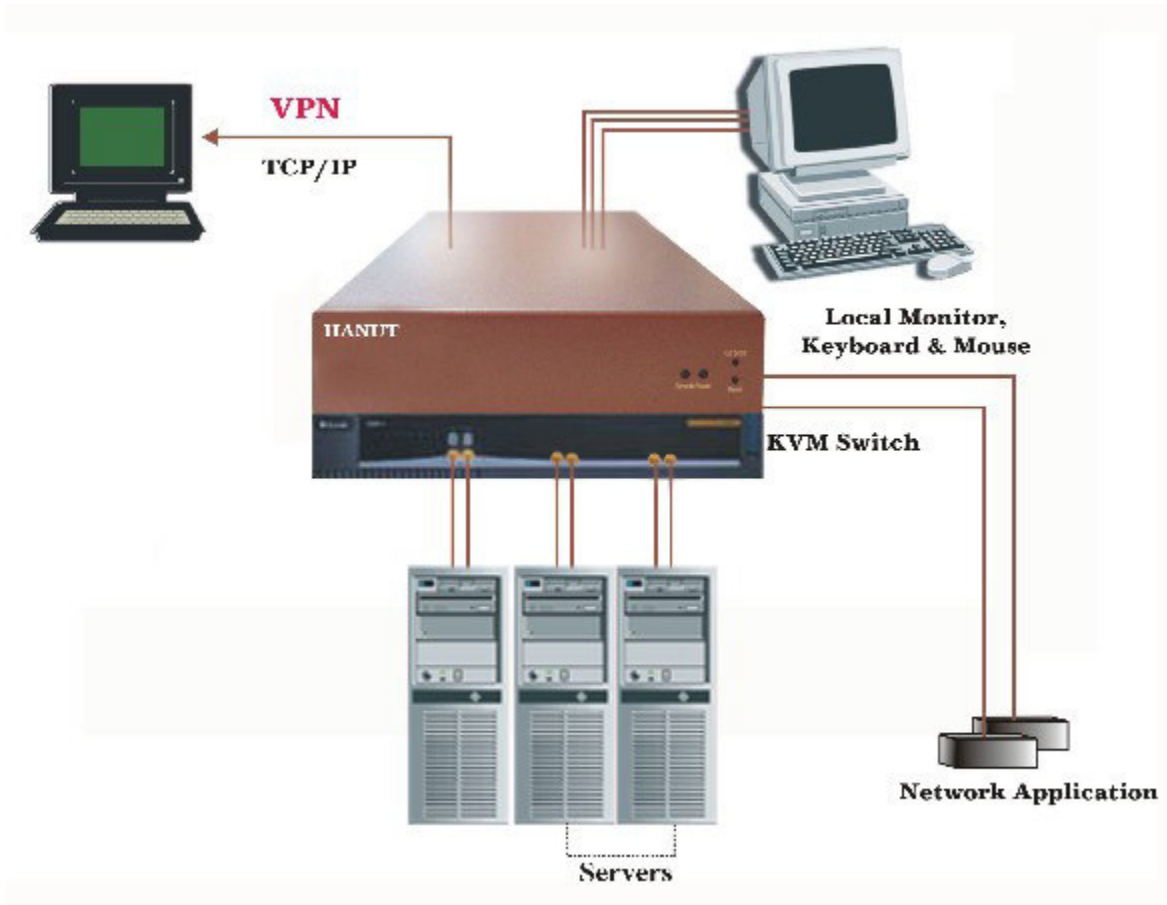 VPN
TCP/IP
HANUT
Local Monitor,
Keyboard & Mouse
KVM Switch
Network Application
Servers